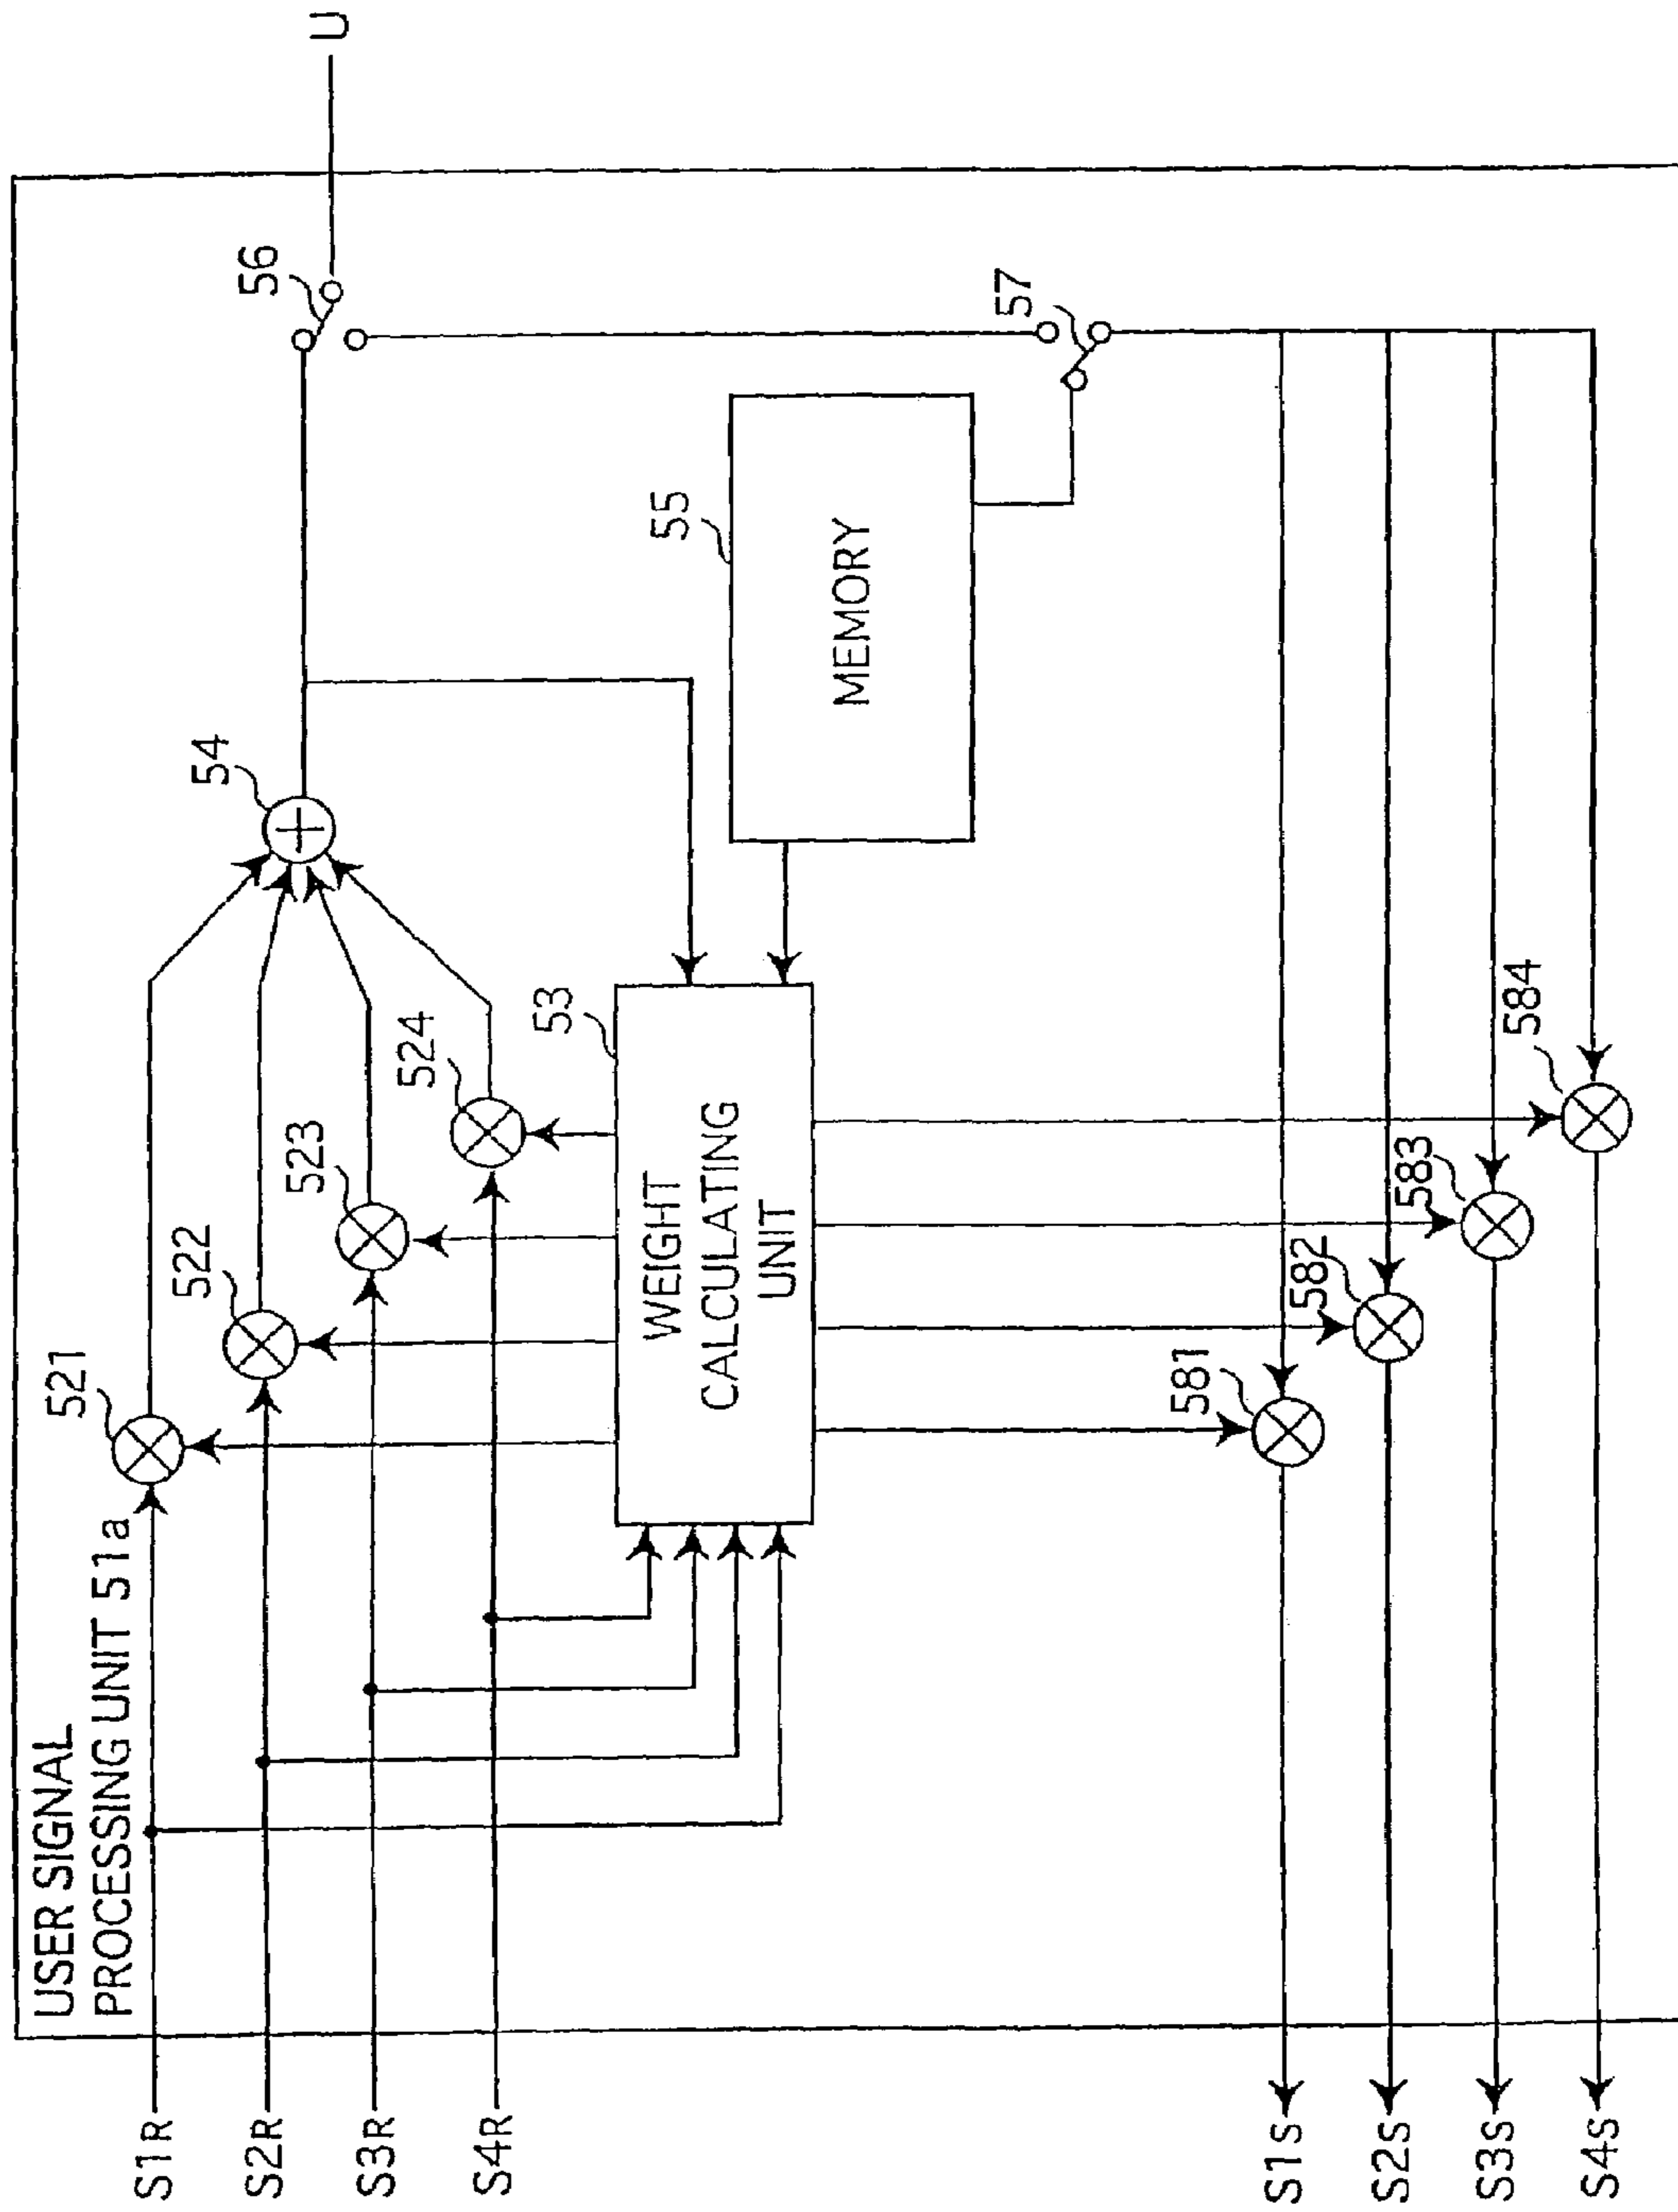 USER SIGNAL
PROCESSING UNIT 51a
S1R
S2R
S3R
S4R
521
522
523
524
54
56
U
53
WEIGHT
CALCULATING
UNIT
55
MEMORY
57
581
582
583
584
S1S
S2S
S3S
S4S